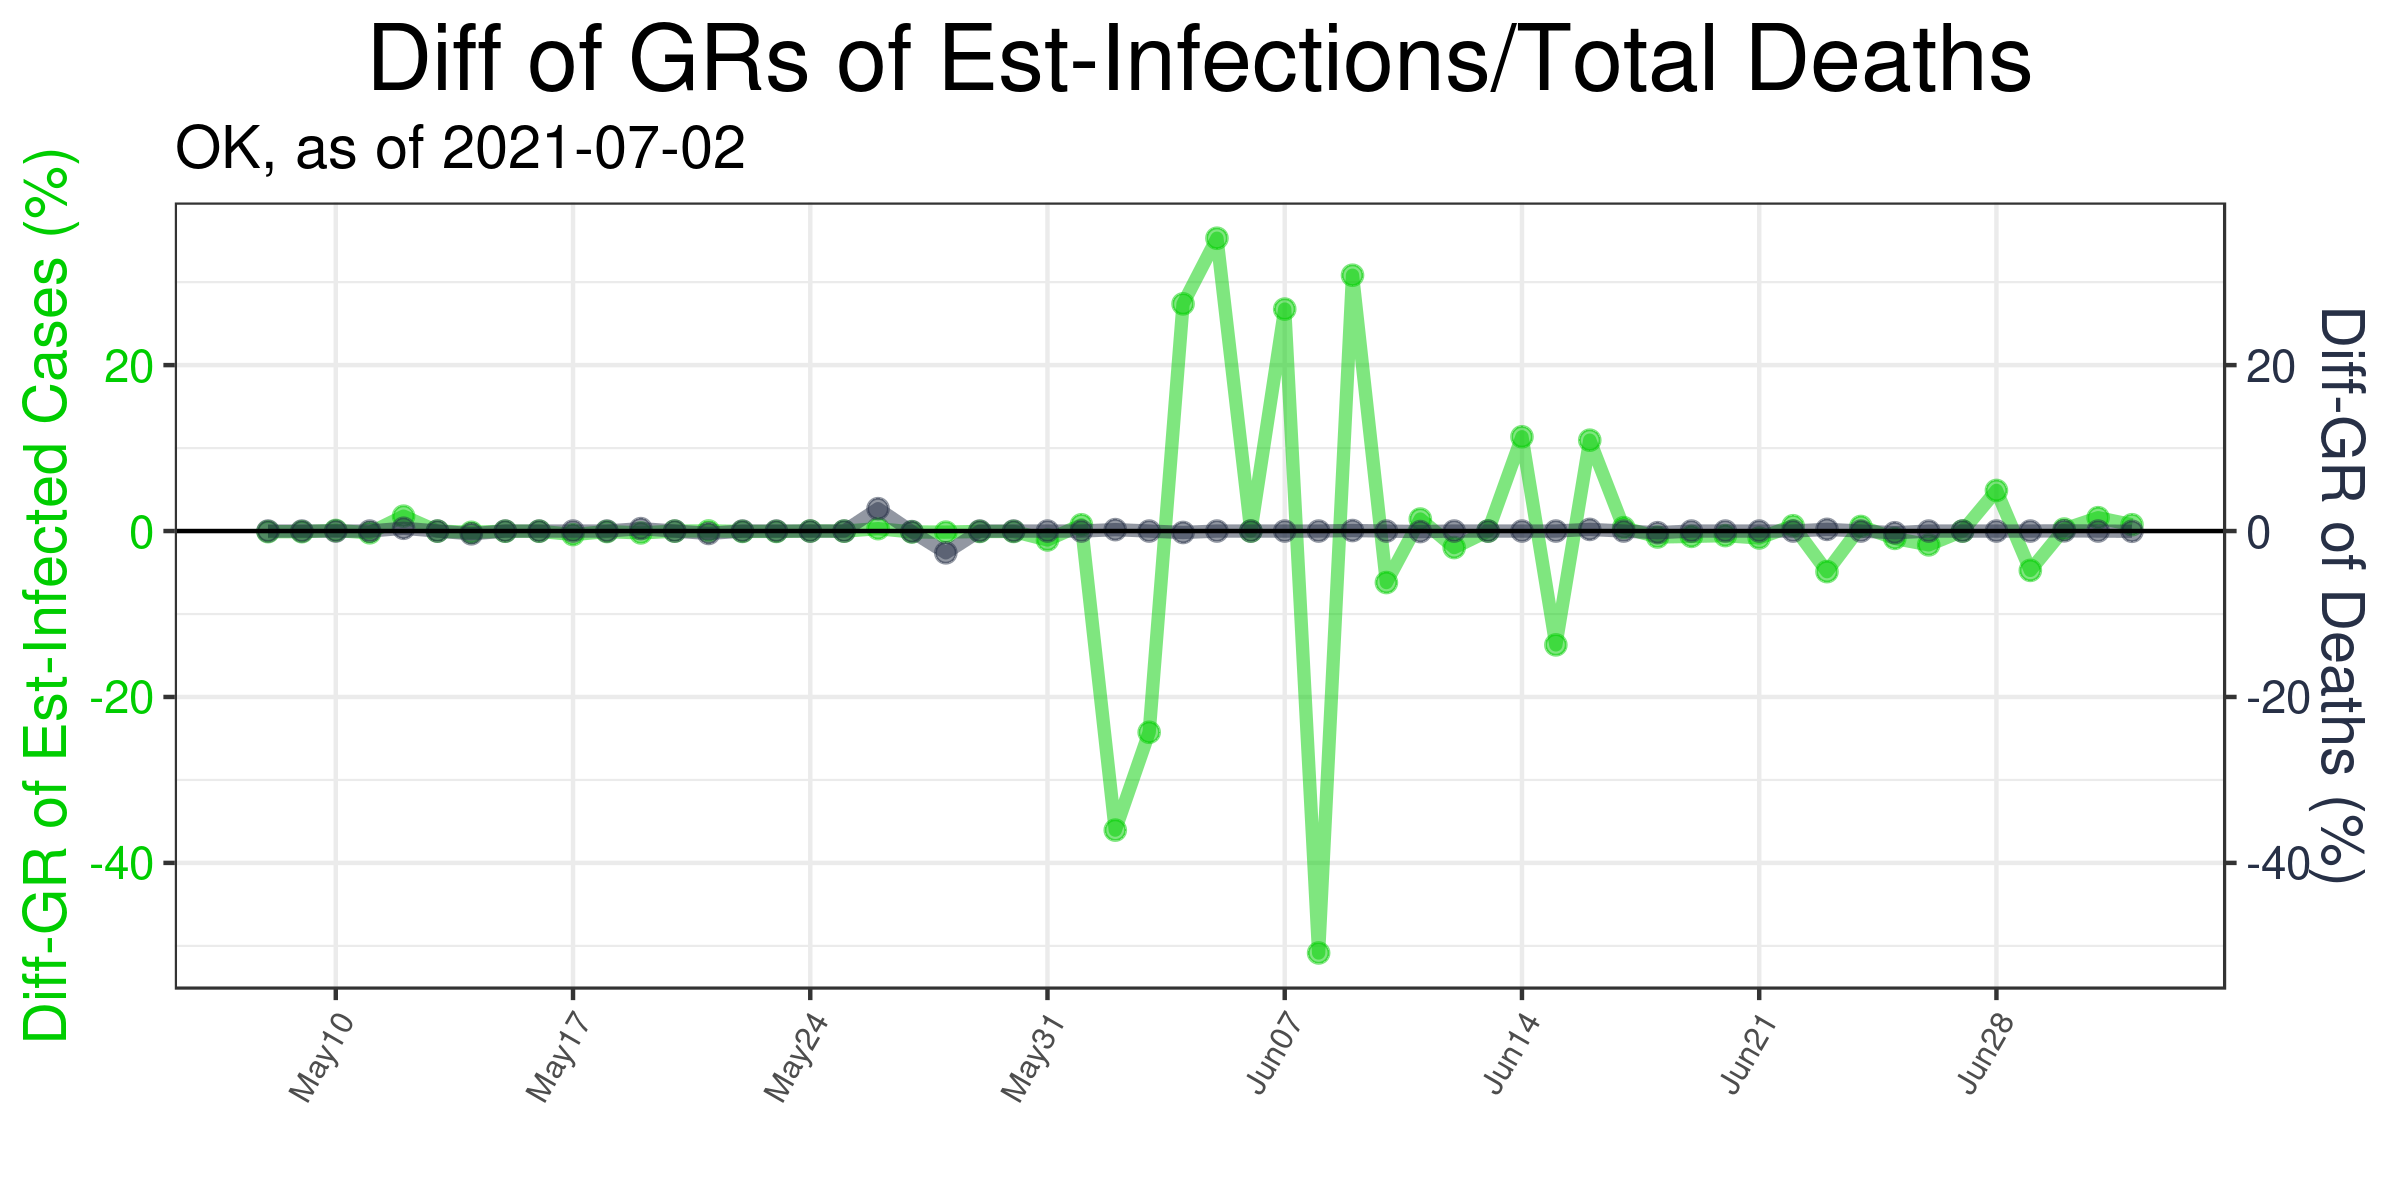 Diff of GRs of Est-Infections/Total Deaths
OK, as of 2021-07-02
Diff-GR of Est-Infected Cases (%)
20
0
-20
-40
20
0
-20
-40
Diff-GR of Deaths (%)
May10
May17
May24
May31
Jun07
Jun14
Jun21
Jun28